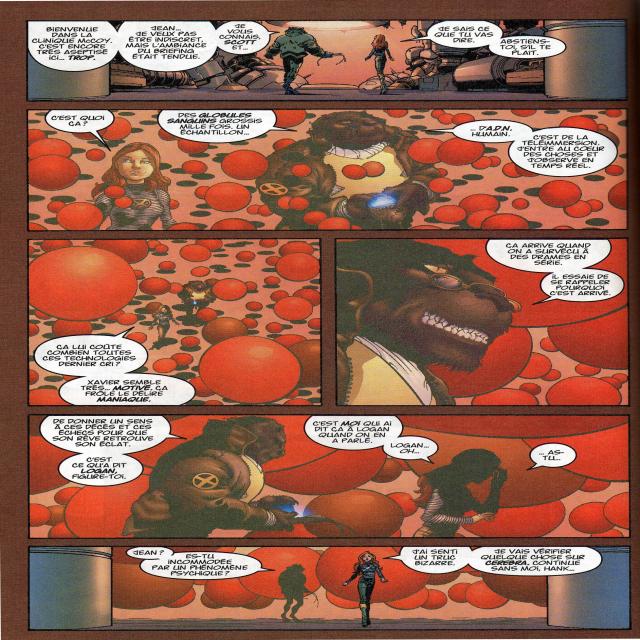 BIENVENUE
DANS LA
CLINIQUE McCOY.
C'EST ENCORE
TRÈS ASEPTISÉ
ICI... TROP.
JEAN...
JE VEUX PAS
ÊTRE INDISCRET,
MAIS L'AMBIANCE
DU BRIEFING
ÉTAIT TENDUE.
JE
VOUS
CONNAIS,
SCOTT
ET...
JE SAIS CE
QUE TU VAS
DIRE.
ABSTIENS-
TOI, S'IL TE
PLAIT.
C'EST QUOI
ÇA ?
DES GLOBULES
SANGUINS GROSSIS
MILLE FOIS. UN
ÉCHANTILLON...
... D'A.D.N.
HUMAIN.
C'EST DE LA
TÉLÉIMMERSION.
J'ENTRE AU COEUR
DES CHOSES ET
J'OBSERVE EN
TEMPS RÉEL.
ÇA LUI COÛTE
COMBIEN TOUTES
CES TECHNOLOGIES
DERNIER CRI ?
XAVIER SEMBLE
TRÈS... MOTIVÉ. ÇA
FRÔLE LE DÉLIRE
MANIAQUE.
ÇA ARRIVE QUAND
ON A SURVÉCU À
DES DRAMES EN
SÉRIE.
IL ESSAIE DE
SE RAPPELER
POURQUOI
C'EST ARRIVÉ.
DE DONNER UN SENS
À CES DÉCÈS ET CES
ÉCHECS POUR QUE
SON RÊVE RETROUVE
SON ÉCLAT.
C'EST
CE QU'A DIT
LOGAN,
FIGURE-TOI.
C'EST MOI QUI AI
DIT ÇA À LOGAN
QUAND ON EN
A PARLÉ.
LOGAN...
OH...
... AS-
TU...
JEAN ?
ES-TU
INCOMMODÉE
PAR UN PHÉNOMÈNE
PSYCHIQUE ?
J'AI SENTI
UN TRUC
BIZARRE.
JE VAIS VÉRIFIER
QUELQUE CHOSE SUR
CEREBRA. CONTINUE
SANS MOI, HANK...